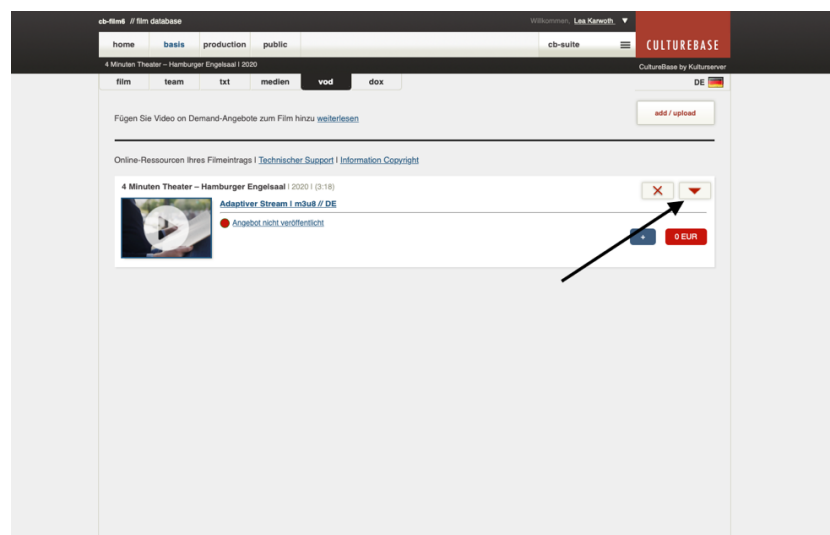 cb-film6 // film database
Willkommen, Lea Karwoth ▼
home basis production public cb-suite
CULTUREBASE
4 Minuten Theater – Hamburger Engelsaal I 2020
CultureBase by Kulturserver
film team txt medien vod dox DE
Fügen Sie Video on Demand-Angebote zum Film hinzu weiterlesen
add / upload
Online-Ressourcen Ihres Filmeintrags I Technischer Support I Information Copyright
4 Minuten Theater – Hamburger Engelsaal I 2020 I (3:18)
Adaptiver Stream I m3u8 // DE
Angebot nicht veröffentlicht
+ 0 EUR